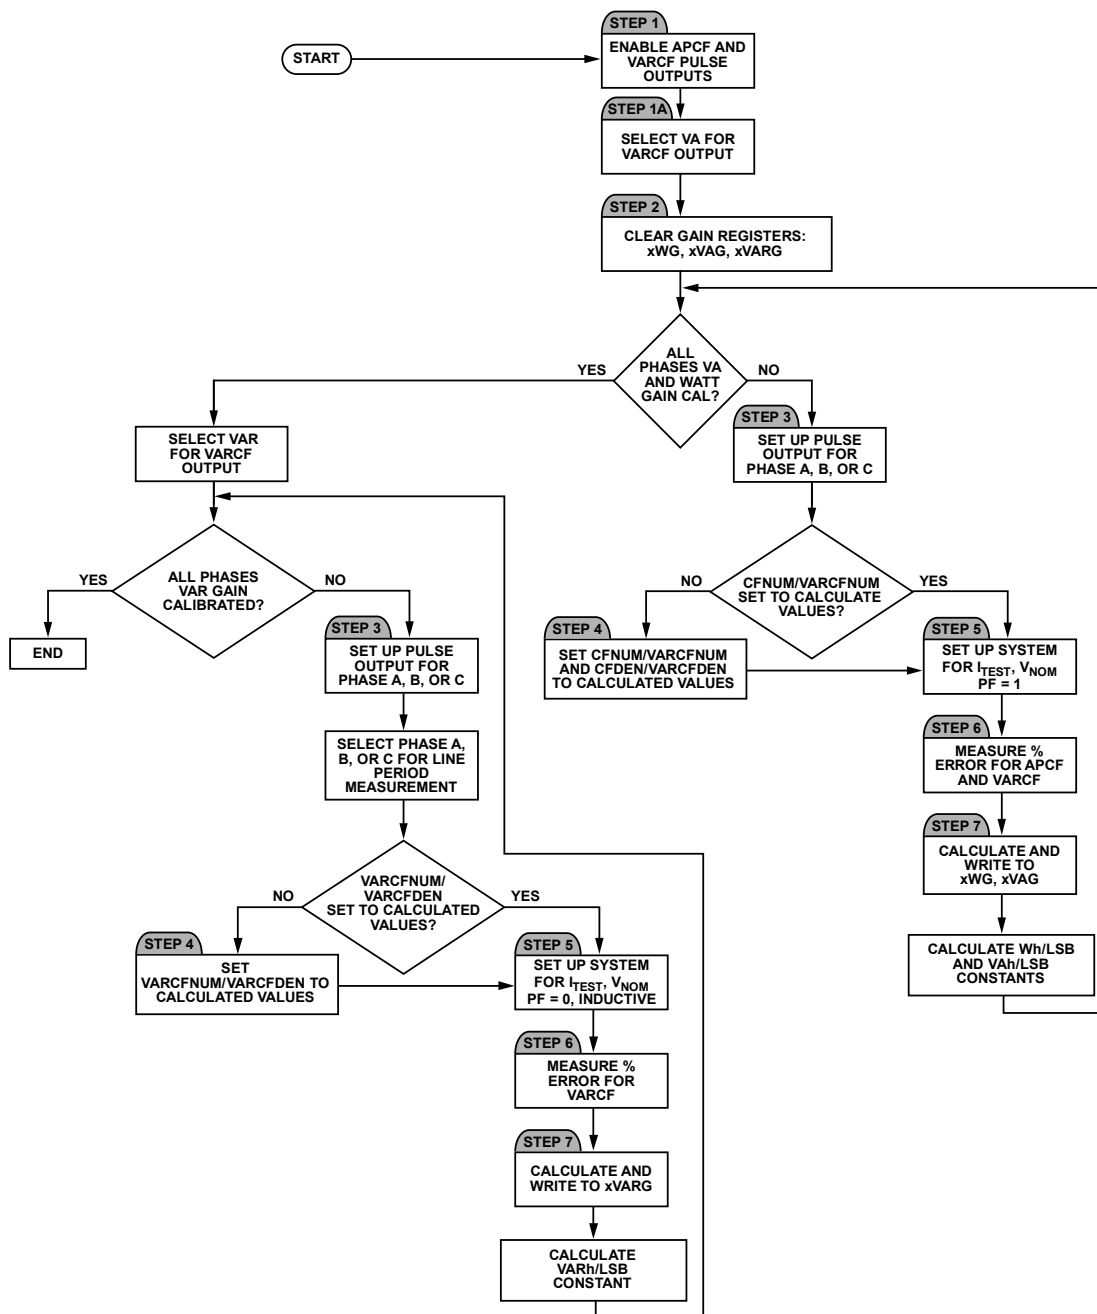 STEP 1
START
ENABLE APCF AND
VARCF PULSE
OUTPUTS
STEP 1A
SELECT VA FOR
VARCF OUTPUT
STEP 2
CLEAR GAIN REGISTERS:
xWG, xVAG, xVARG
ALL
PHASES VA
AND WATT
GAIN CAL?
YES
NO
SELECT VAR
FOR VARCF
OUTPUT
STEP 3
SET UP PULSE
OUTPUT FOR
PHASE A, B, OR C
ALL PHASES
VAR GAIN
CALIBRATED?
YES
NO
END
CFNUM/VARCFNUM
SET TO CALCULATE
VALUES?
NO
YES
STEP 3
SET UP PULSE
OUTPUT FOR
PHASE A, B, OR C
STEP 4
SET CFNUM/VARCFNUM
AND CFDEN/VARCFDEN
TO CALCULATED VALUES
STEP 5
SET UP SYSTEM
FOR ITEST, VNOM
PF = 1
SELECT PHASE A,
B, OR C FOR LINE
PERIOD
MEASUREMENT
STEP 6
MEASURE %
ERROR FOR APCF
AND VARCF
STEP 7
CALCULATE AND
WRITE TO
xWG, xVAG
VARCFNUM/
VARCFDEN
SET TO CALCULATED
VALUES?
NO
YES
STEP 4
SET
VARCFNUM/VARCFDEN TO
CALCULATED VALUES
STEP 5
SET UP SYSTEM
FOR ITEST, VNOM
PF = 0, INDUCTIVE
CALCULATE Wh/LSB
AND VAh/LSB
CONSTANTS
STEP 6
MEASURE %
ERROR FOR
VARCF
STEP 7
CALCULATE AND
WRITE TO xVARG
CALCULATE
VARh/LSB
CONSTANT